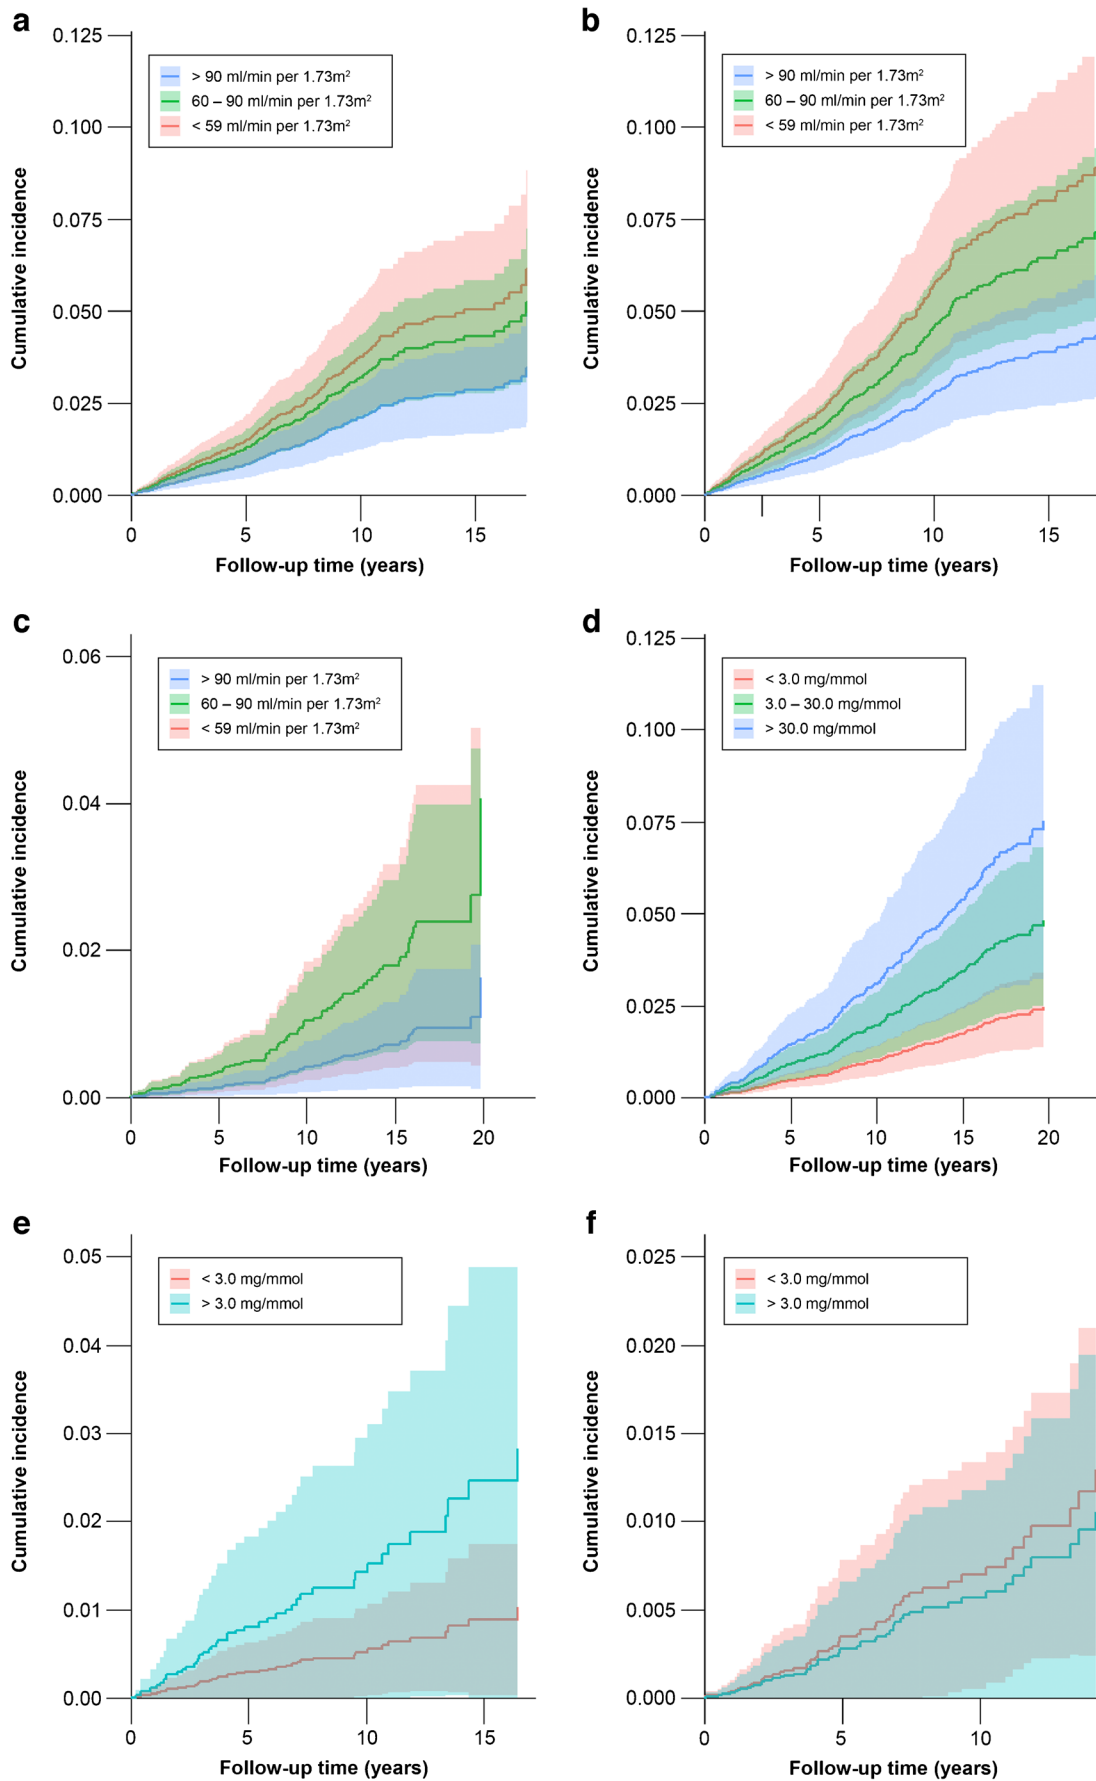 a
0.125
0.100
0.075
0.050
0.025
0.000
Cumulative incidence
> 90 ml/min per 1.73m²
60 – 90 ml/min per 1.73m²
< 59 ml/min per 1.73m²
0 5 10 15
Follow-up time (years)
b
0.125
0.100
0.075
0.050
0.025
0.000
Cumulative incidence
> 90 ml/min per 1.73m²
60 – 90 ml/min per 1.73m²
< 59 ml/min per 1.73m²
0 5 10 15
Follow-up time (years)
c
0.06
0.04
0.02
0.00
Cumulative incidence
> 90 ml/min per 1.73m²
60 – 90 ml/min per 1.73m²
< 59 ml/min per 1.73m²
0 5 10 15 20
Follow-up time (years)
d
0.125
0.100
0.075
0.050
0.025
0.000
Cumulative incidence
< 3.0 mg/mmol
3.0 – 30.0 mg/mmol
> 30.0 mg/mmol
0 5 10 15 20
Follow-up time (years)
e
0.05
0.04
0.03
0.02
0.01
0.00
Cumulative incidence
< 3.0 mg/mmol
> 3.0 mg/mmol
0 5 10 15
Follow-up time (years)
f
0.025
0.020
0.015
0.010
0.005
0.000
Cumulative incidence
< 3.0 mg/mmol
> 3.0 mg/mmol
0 5 10
Follow-up time (years)